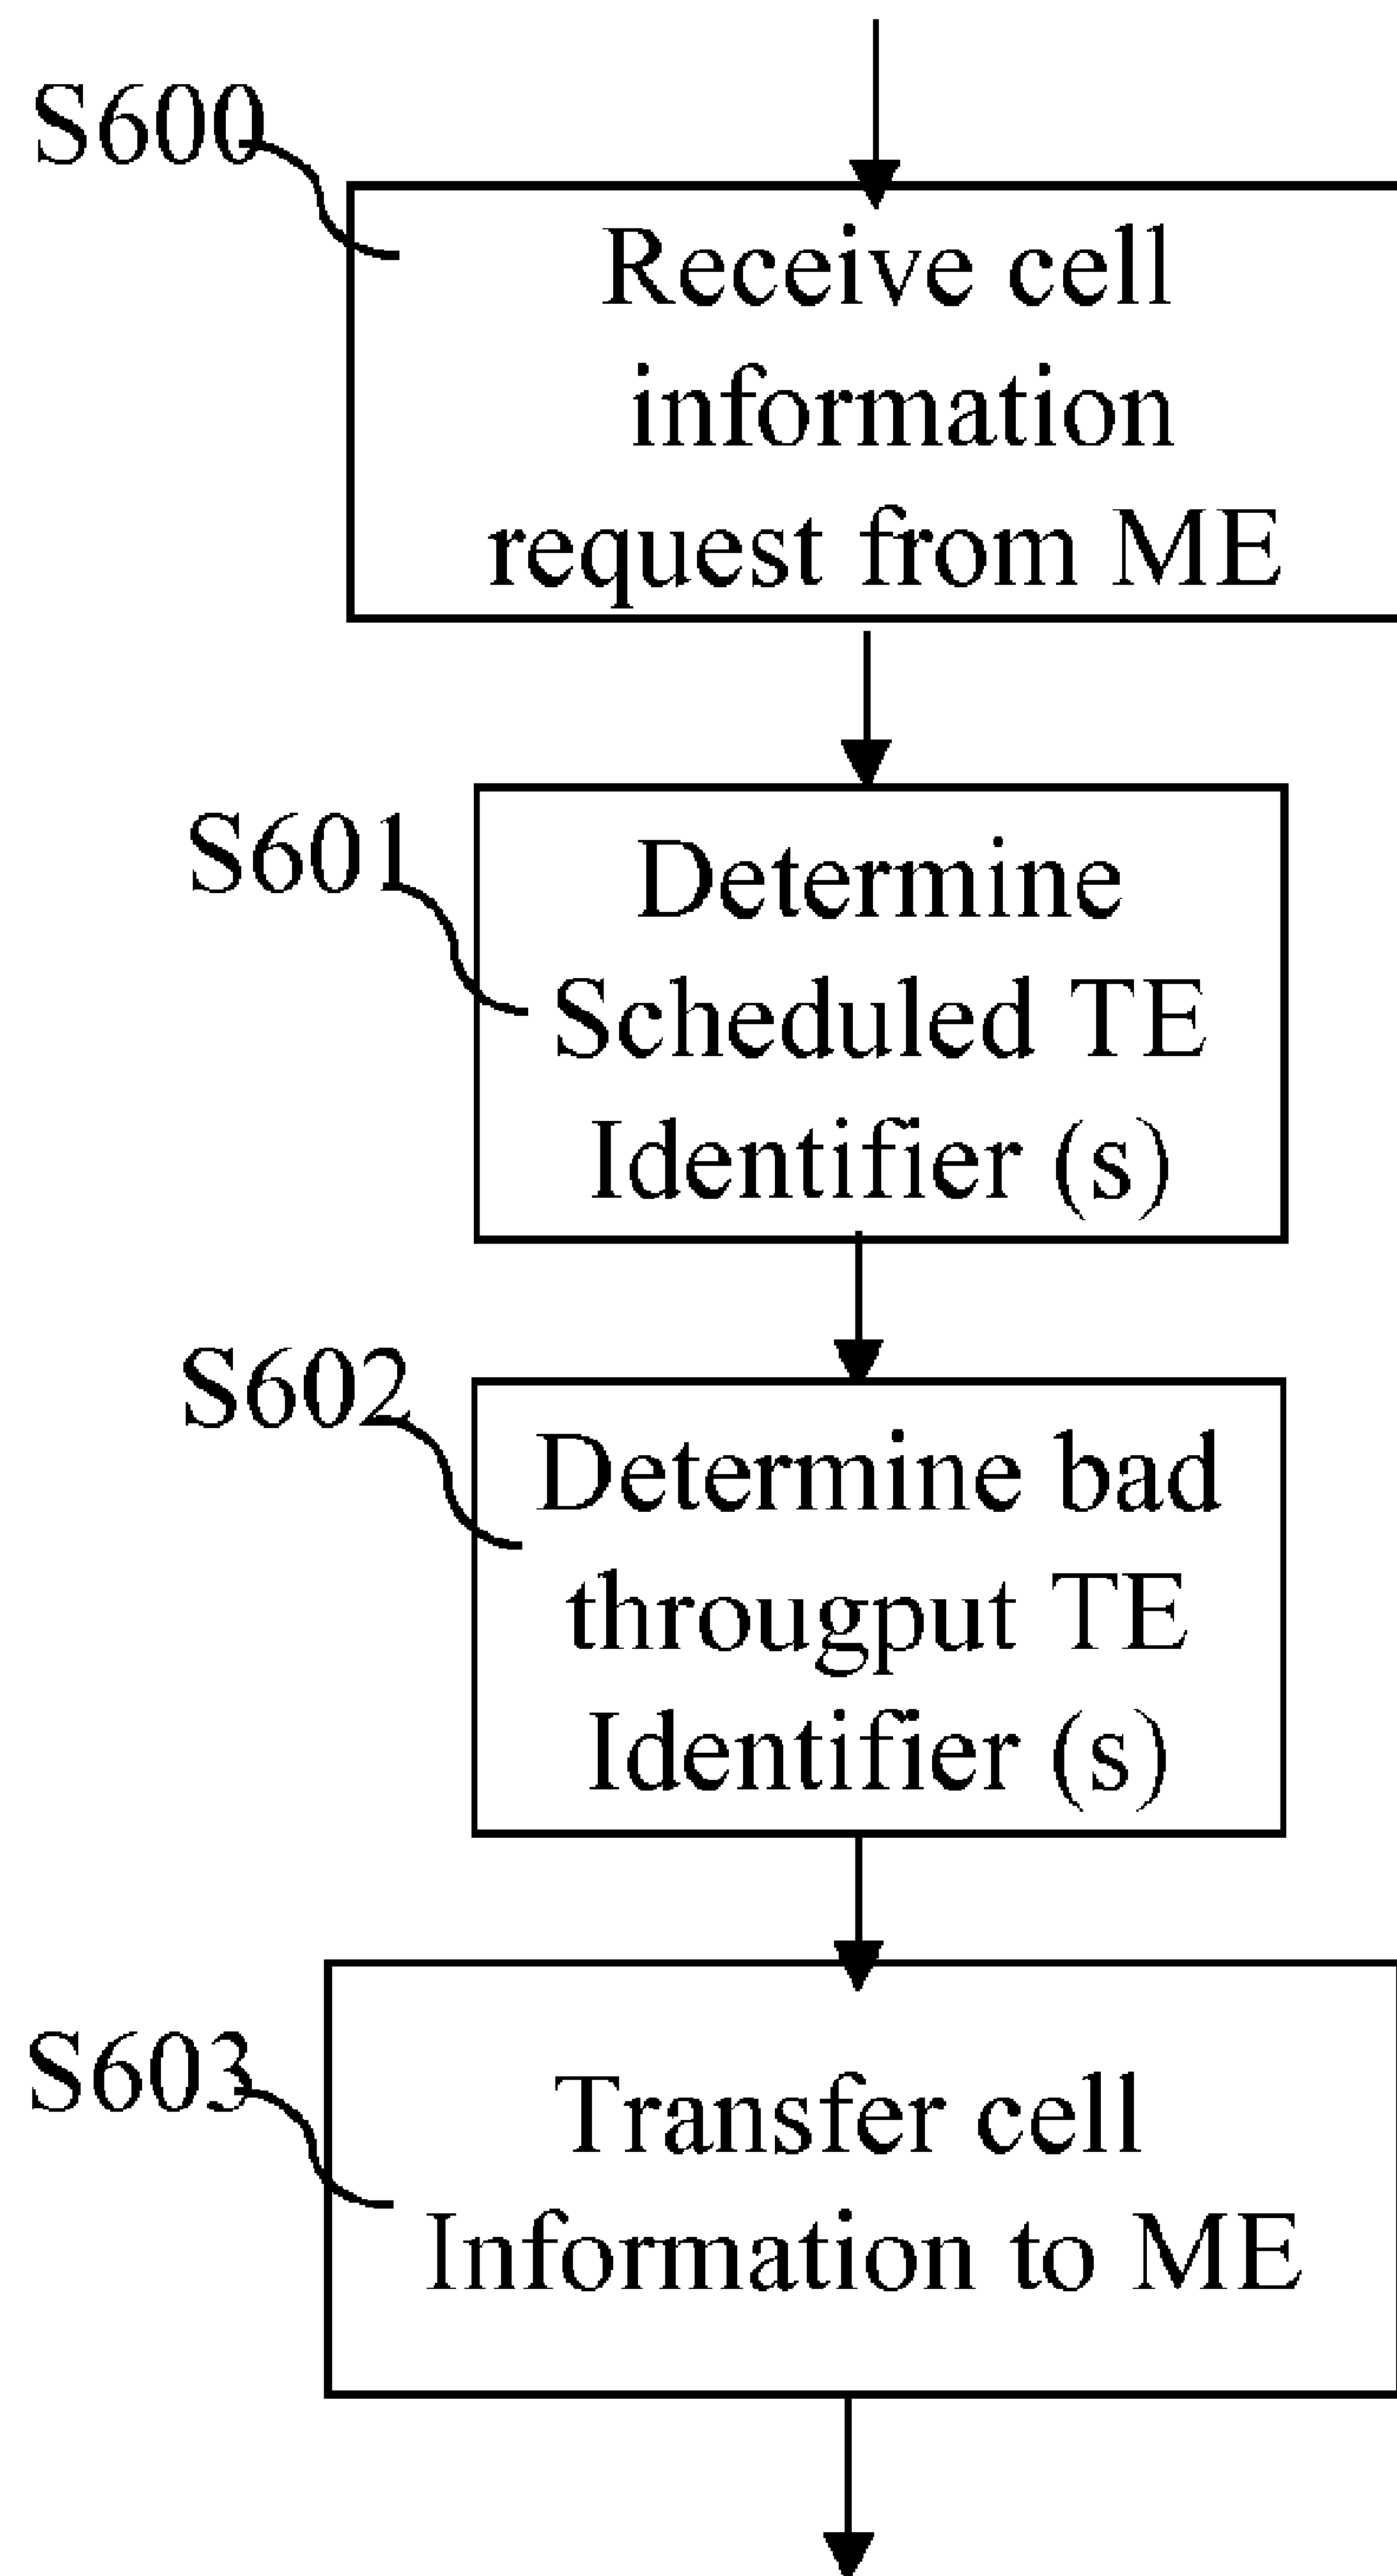 S600
Receive cell
information
request from ME
S601
Determine
Scheduled TE
Identifier (s)
S602
Determine bad
througput TE
Identifier (s)
S603
Transfer cell
Information to ME